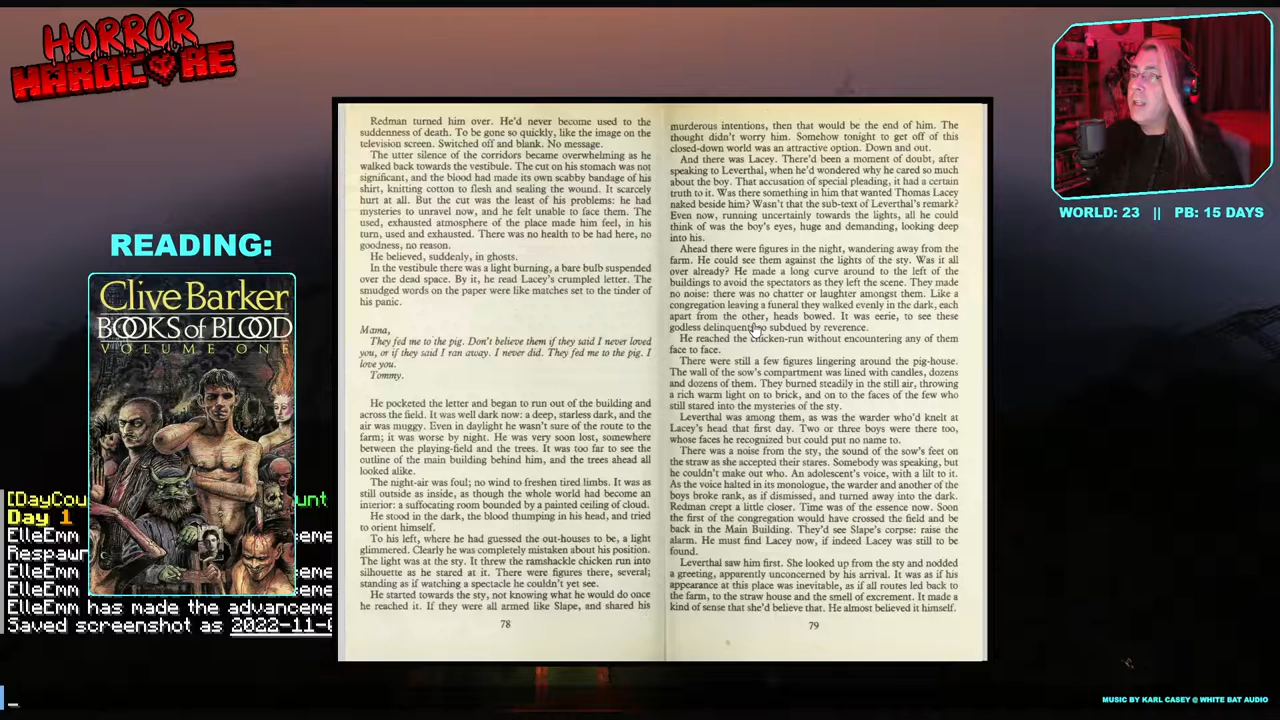 HORROR
HARDCORE
READING:
Clive Barker
BOOKS of BLOOD
VOLUME ONE
[DayCou
unt
Day 1
ElleEmm
eme
Respawn
ElleEmm
eme
ElleEmm
eme
ElleEmm has made the advanceme
Saved screenshot as 2022-11-0
Redman turned him over. He'd never become used to the
suddenness of death. To be gone so quickly, like the image on the
television screen. Switched off and blank. No message.
The utter silence of the corridors became overwhelming as he
walked back towards the vestibule. The cut on his stomach was not
significant, and the blood had made its own scabby bandage of his
shirt, knitting cotton to flesh and sealing the wound. It scarcely
hurt at all. But the cut was the least of his problems: he had
mysteries to unravel now, and he felt unable to face them. The
used, exhausted atmosphere of the place made him feel, in his
turn, used and exhausted. There was no health to be had here, no
goodness, no reason.
He believed, suddenly, in ghosts.
In the vestibule there was a light burning, a bare bulb suspended
over the dead space. By it, he read Lacey's crumpled letter. The
smudged words on the paper were like matches set to the tinder of
his panic.
Mama,
They fed me to the pig. Don't believe them if they said I never loved
you, or if they said I ran away. I never did. They fed me to the pig. I
love you.
Tommy.
He pocketed the letter and began to run out of the building and
across the field. It was well dark now: a deep, starless dark, and the
air was muggy. Even in daylight he wasn't sure of the route to the
farm; it was worse by night. He was very soon lost, somewhere
between the playing-field and the trees. It was too far to see the
outline of the main building behind him, and the trees ahead all
looked alike.
The night-air was foul; no wind to freshen tired limbs. It was as
still outside as inside, as though the whole world had become an
interior: a suffocating room bounded by a painted ceiling of cloud.
He stood in the dark, the blood thumping in his head, and tried
to orient himself.
To his left, where he had guessed the out-houses to be, a light
glimmered. Clearly he was completely mistaken about his position.
The light was at the sty. It threw the ramshackle chicken run into
silhouette as he stared at it. There were figures there, several;
standing as if watching a spectacle he couldn't yet see.
He started towards the sty, not knowing what he would do once
he reached it. If they were all armed like Slape, and shared his
78
murderous intentions, then that would be the end of him. The
thought didn't worry him. Somehow tonight to get off of this
closed-down world was an attractive option. Down and out.
And there was Lacey. There'd been a moment of doubt, after
speaking to Leverthal, when he'd wondered why he cared so much
about the boy. That accusation of special pleading, it had a certain
truth to it. Was there something in him that wanted Thomas Lacey
naked beside him? Wasn't that the sub-text of Leverthal's remark?
Even now, running uncertainly towards the lights, all he could
think of was the boy's eyes, huge and demanding, looking deep
into his.
Ahead there were figures in the night, wandering away from the
farm. He could see them against the lights of the sty. Was it all
over already? He made a long curve around to the left of the
buildings to avoid the spectators as they left the scene. They made
no noise: there was no chatter or laughter amongst them. Like a
congregation leaving a funeral they walked evenly in the dark, each
apart from the other, heads bowed. It was eerie, to see these
godless delinquents so subdued by reverence.
He reached the chicken-run without encountering any of them
face to face.
There were still a few figures lingering around the pig-house.
The wall of the sow's compartment was lined with candles, dozens
and dozens of them. They burned steadily in the still air, throwing
a rich warm light on to brick, and on to the faces of the few who
still stared into the mysteries of the sty.
Leverthal was among them, as was the warder who'd knelt at
Lacey's head that first day. Two or three boys were there too,
whose faces he recognized but could put no name to.
There was a noise from the sty, the sound of the sow's feet on
the straw as she accepted their stares. Somebody was speaking, but
he couldn't make out who. An adolescent's voice, with a lilt to it.
As the voice halted in its monologue, the warder and another of the
boys broke rank, as if dismissed, and turned away into the dark.
Redman crept a little closer. Time was of the essence now. Soon
the first of the congregation would have crossed the field and be
back in the Main Building. They'd see Slape's corpse: raise the
alarm. He must find Lacey now, if indeed Lacey was still to be
found.
Leverthal saw him first. She looked up from the sty and nodded
a greeting, apparently unconcerned by his arrival. It was as if his
appearance at this place was inevitable, as if all routes led back to
the farm, to the straw house and the smell of excrement. It made a
kind of sense that she'd believe that. He almost believed it himself.
79
WORLD: 23 || PB: 15 DAYS
MUSIC BY KARL CASEY @ WHITE BAT AUDIO